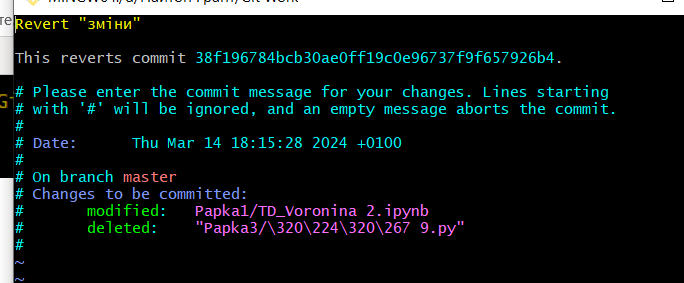 Revert "зміни"
This reverts commit 38f196784bcb30ae0ff19c0e96737f9f657926b4.
# Please enter the commit message for your changes. Lines starting
# with '#' will be ignored, and an empty message aborts the commit.
#
# Date:      Thu Mar 14 18:15:28 2024 +0100
#
# On branch master
# Changes to be committed:
#       modified:   Papka1/TD_Voronina 2.ipynb
#       deleted:    "Papka3/\320\224\320\267 9.py"
#
~
~